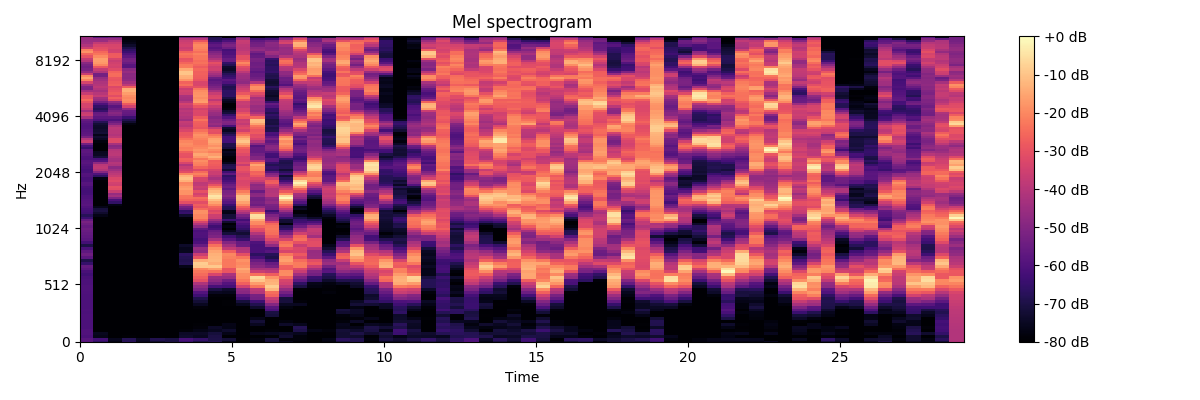 Mel spectrogram
Hz
8192
4096
2048
1024
512
0
0 5 10 15 20 25
Time
+0 dB
-10 dB
-20 dB
-30 dB
-40 dB
-50 dB
-60 dB
-70 dB
-80 dB